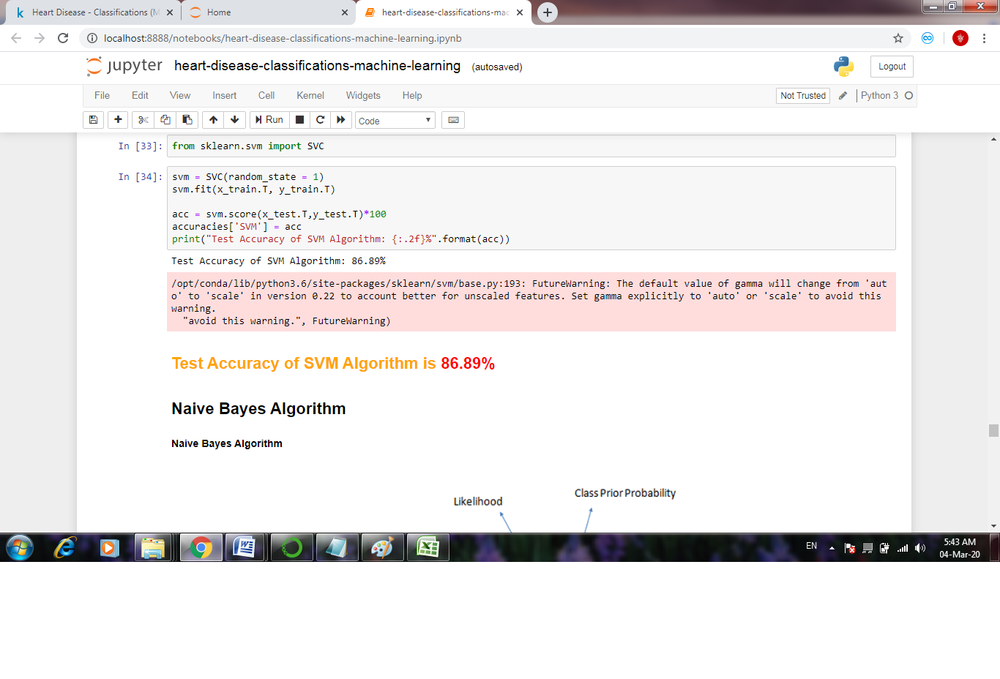 Heart Disease - Classifications (M
Home
heart-disease-classifications-mac
localhost:8888/notebooks/heart-disease-classifications-machine-learning.ipynb
jupyter heart-disease-classifications-machine-learning (autosaved)
Logout
File Edit View Insert Cell Kernel Widgets Help
Not Trusted
Python 3
Run
Code
In [33]: from sklearn.svm import SVC
In [34]: svm = SVC(random_state = 1)
svm.fit(x_train.T, y_train.T)
acc = svm.score(x_test.T,y_test.T)*100
accuracies['SVM'] = acc
print("Test Accuracy of SVM Algorithm: {:.2f}%".format(acc))
Test Accuracy of SVM Algorithm: 86.89%
/opt/conda/lib/python3.6/site-packages/sklearn/svm/base.py:193: FutureWarning: The default value of gamma will change from 'aut
o' to 'scale' in version 0.22 to account better for unscaled features. Set gamma explicitly to 'auto' or 'scale' to avoid this
warning.
"avoid this warning.", FutureWarning)
Test Accuracy of SVM Algorithm is 86.89%
Naive Bayes Algorithm
Naive Bayes Algorithm
Class Prior Probability
Likelihood
EN
5:43 AM
04-Mar-20